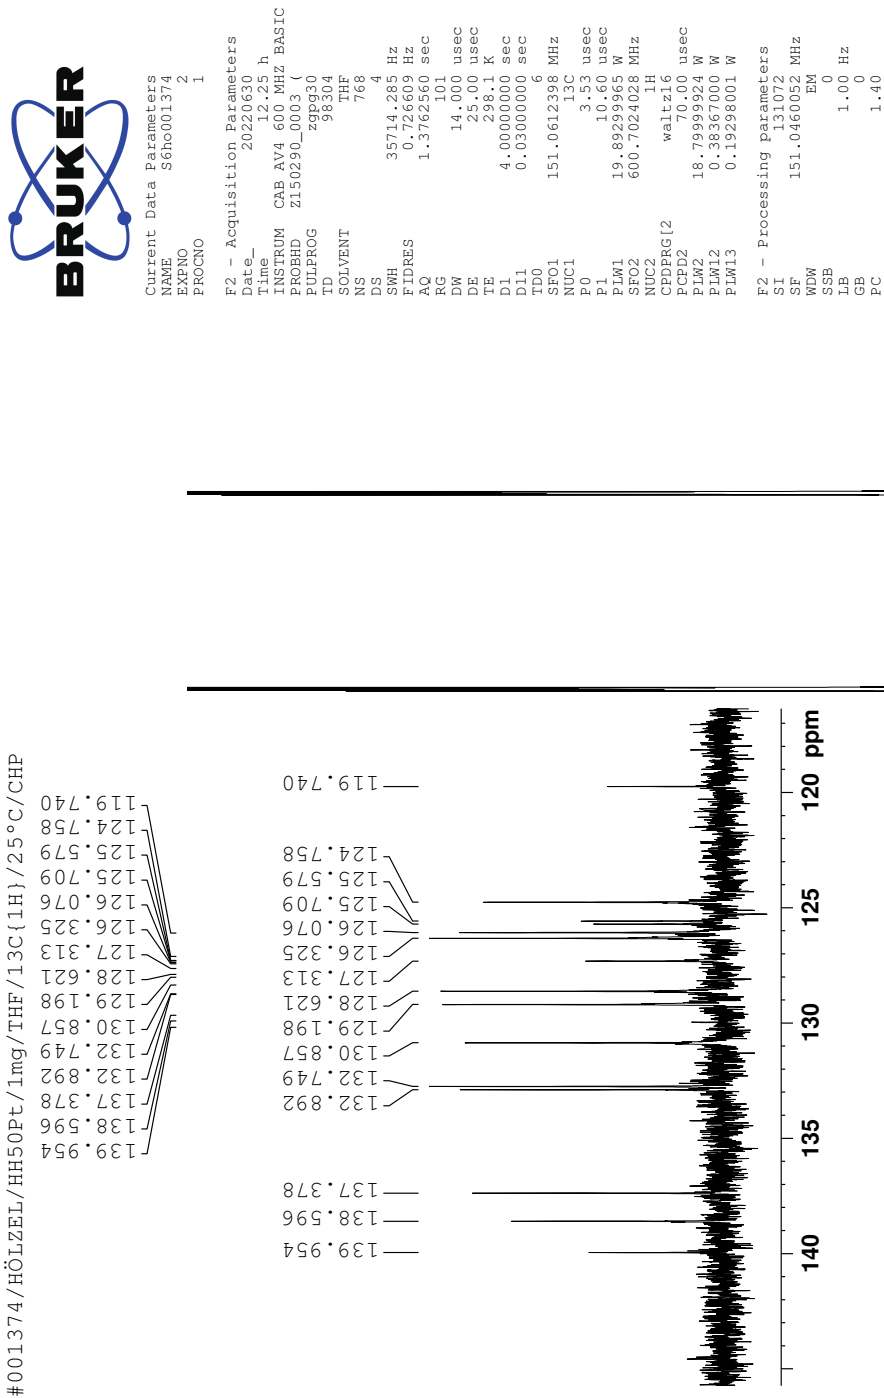 #001374/HÖLZEL/HH50Pt/1mg/THF/13C{1H}/25°C/CHP
139.954
138.596
137.378
132.892
132.749
130.857
129.198
128.621
127.313
126.325
126.076
125.709
125.579
124.758
119.740
139.954
138.596
137.378
132.892
132.749
130.857
129.198
128.621
127.313
126.325
126.076
125.709
125.579
124.758
119.740
140 135 130 125 120 ppm
BRUKER
Current Data Parameters
NAME S6ho001374
EXPNO 2
PROCNO 1
F2 - Acquisition Parameters
Date_ 20220630
Time 12.25 h
INSTRUM CAB AV4 600 MHZ BASIC
PROBHD Z150290_0003 (
PULPROG zgpg30
TD 98304
SOLVENT THF
NS 768
DS 4
SWH 35714.285 Hz
FIDRES 0.726609 Hz
AQ 1.3762560 sec
RG 101
DW 14.000 usec
DE 25.00 usec
TE 298.1 K
D1 4.00000000 sec
D11 0.03000000 sec
TD0 6
SFO1 151.0612398 MHz
NUC1 13C
P0 3.53 usec
P1 10.60 usec
PLW1 19.89299965 W
SFO2 600.7024028 MHz
NUC2 1H
CPDPRG[2 waltz16
PCPD2 70.00 usec
PLW2 18.79999924 W
PLW12 0.38367000 W
PLW13 0.19298001 W
F2 - Processing parameters
SI 131072
SF 151.0460052 MHz
WDW EM
SSB 0
LB 1.00 Hz
GB 0
PC 1.40